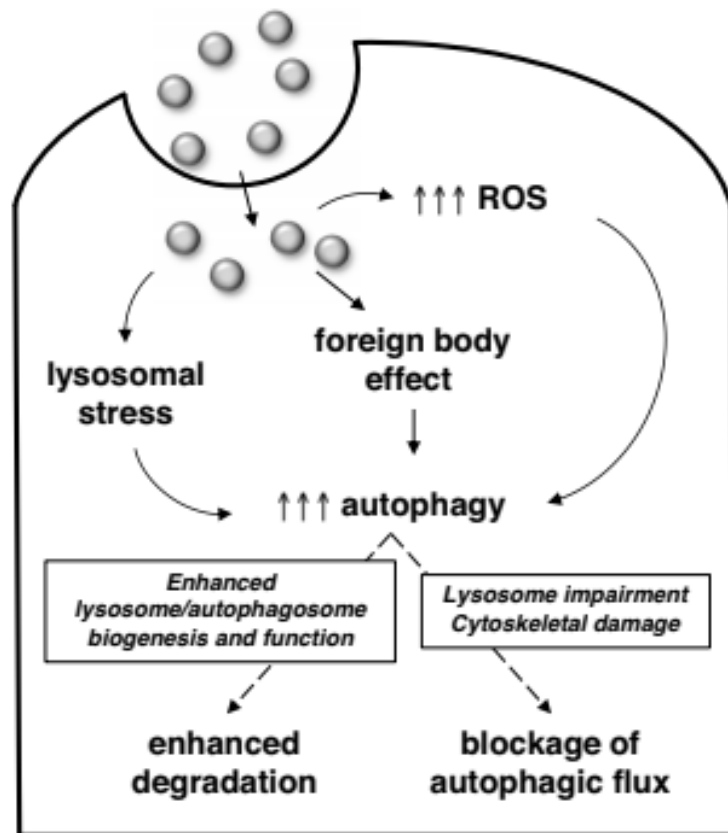 ↑↑↑ ROS
foreign body
effect
lysosomal
stress
↑↑↑ autophagy
Enhanced
lysosome/autophagosome
biogenesis and function
Lysosome impairment
Cytoskeletal damage
enhanced
degradation
blockage of
autophagic flux